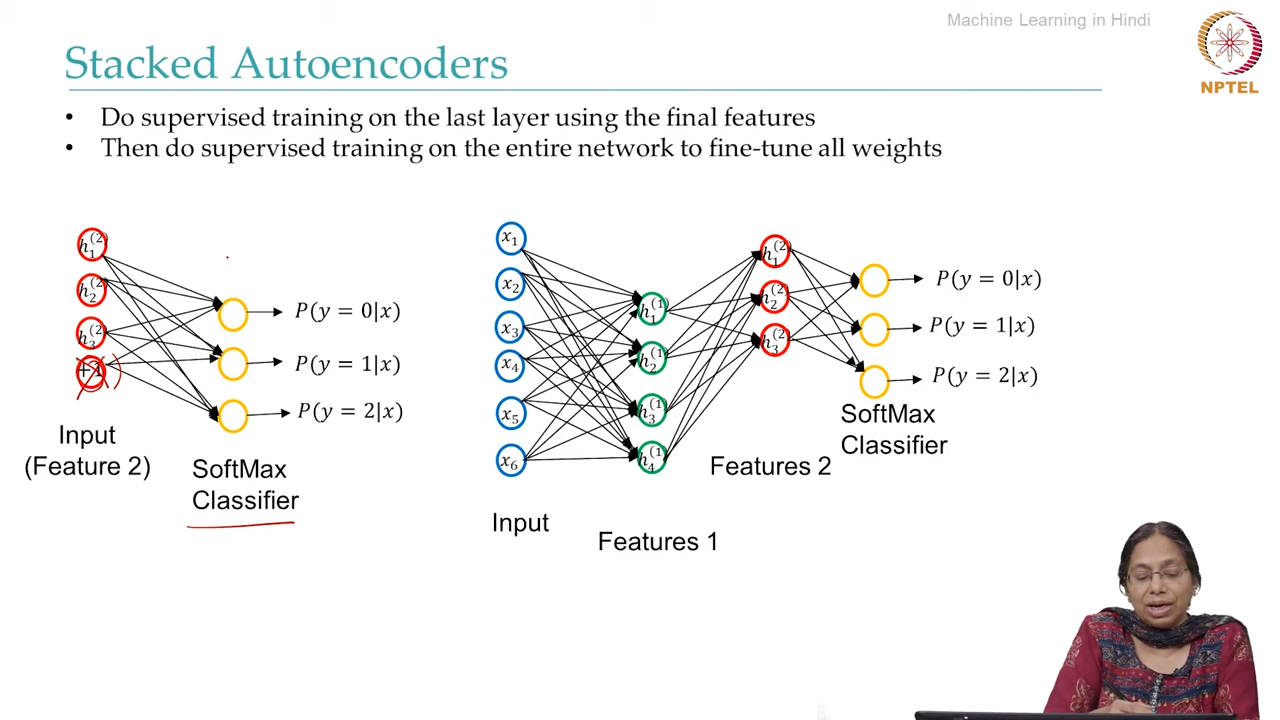 Machine Learning in Hindi
NPTEL
Stacked Autoencoders
• Do supervised training on the last layer using the final features
• Then do supervised training on the entire network to fine-tune all weights
h₁⁽²⁾
h₂⁽²⁾
h₃⁽²⁾
+1
P(y = 0|x)
P(y = 1|x)
P(y = 2|x)
Input
(Feature 2)
SoftMax
Classifier
x₁
x₂
x₃
x₄
x₅
x₆
Input
h₁⁽¹⁾
h₂⁽¹⁾
h₃⁽¹⁾
h₄⁽¹⁾
Features 1
h₁⁽²⁾
h₂⁽²⁾
h₃⁽²⁾
Features 2
P(y = 0|x)
P(y = 1|x)
P(y = 2|x)
SoftMax
Classifier